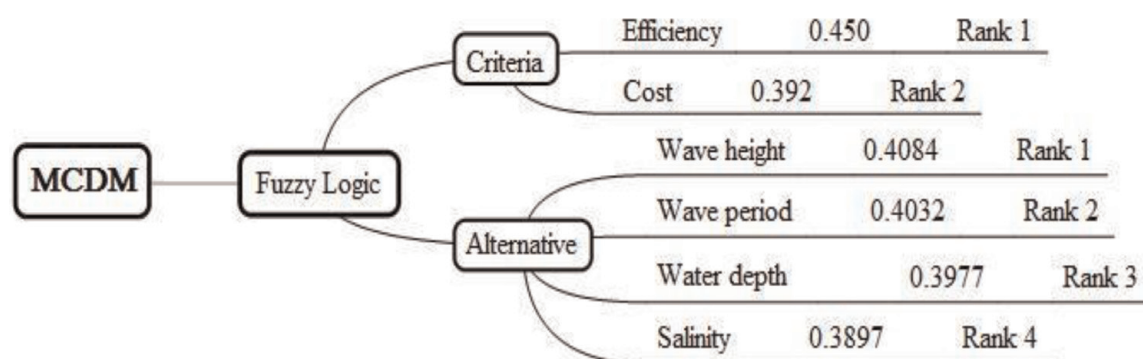 MCDM
Fuzzy Logic
Criteria
Efficiency 0.450 Rank 1
Cost 0.392 Rank 2
Alternative
Wave height 0.4084 Rank 1
Wave period 0.4032 Rank 2
Water depth 0.3977 Rank 3
Salinity 0.3897 Rank 4